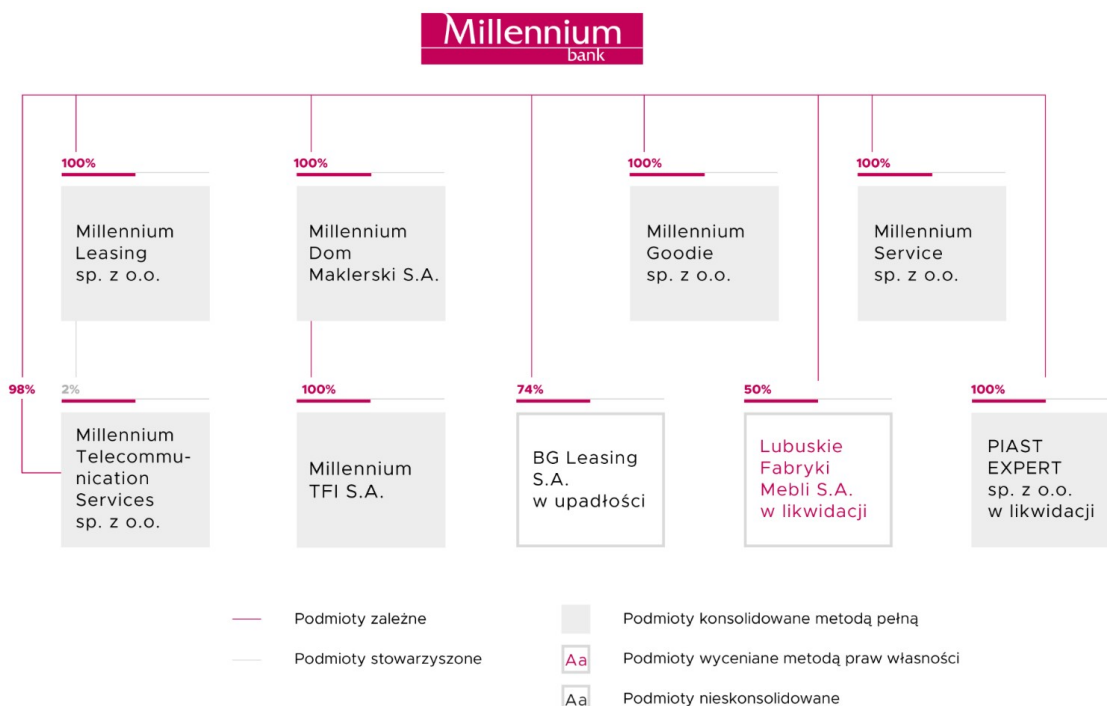 Millennium
bank
100%
100%
100%
100%
Millennium
Leasing
sp. z o.o.
Millennium
Dom
Maklerski S.A.
Millennium
Goodie
sp. z o.o.
Millennium
Service
sp. z o.o.
98%
2%
100%
74%
50%
100%
Millennium
Telecommu-
nication
Services
sp. z o.o.
Millennium
TFI S.A.
BG Leasing
S.A.
w upadłości
Lubuskie
Fabryki
Mebli S.A.
w likwidacji
PIAST
EXPERT
sp. z o.o.
w likwidacji
Podmioty zależne
Podmioty stowarzyszone
Podmioty konsolidowane metodą pełną
Aa
Podmioty wyceniane metodą praw własności
Aa
Podmioty nieskonsolidowane